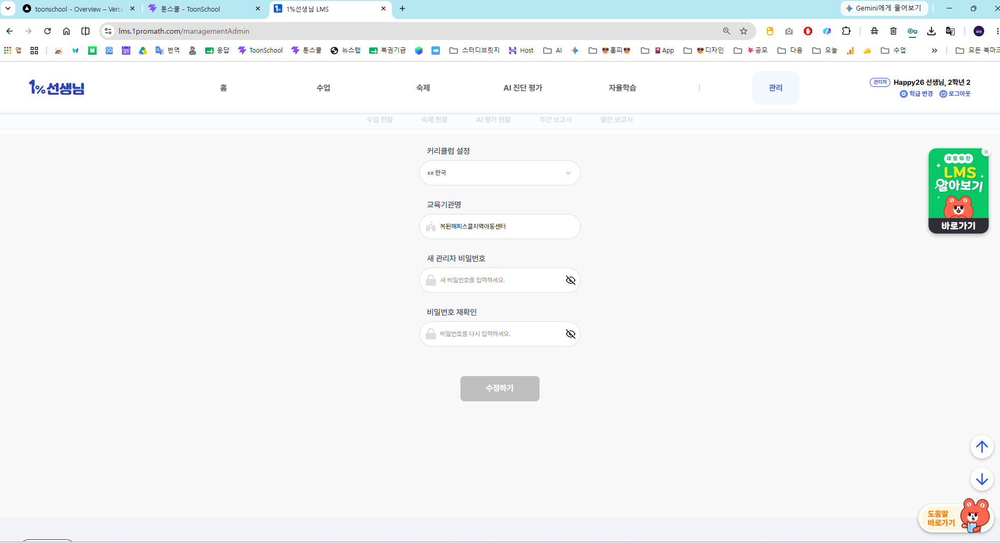 toonschool - Overview – Verce
툰스쿨 - ToonSchool
1%선생님 LMS
Gemini에게 물어보기
lms.1promath.com/managementAdmin
앱
30
31
번역
응답
ToonSchool
툰스쿨
뉴스랩
복권기금
스터디브릿지
Host
AI
😎홈피😎
App
😎디자인
공모
다음
오늘
수업
»
모든 북마크
1% 선생님
홈
수업
숙제
AI 진단 평가
자율학습
관리
관리자 Happy26 선생님, 2학년 2
학급 변경 로그아웃
수업 현황
숙제 현황
AI 평가 현황
주간 보고서
월간 보고서
커리큘럼 설정
KR 한국
교육기관명
복된해피스쿨지역아동센터
새 관리자 비밀번호
새 비밀번호를 입력하세요.
비밀번호 재확인
비밀번호를 다시 입력하세요.
수정하기
새로워진
LMS
알아보기
바로가기
도움말
바로가기